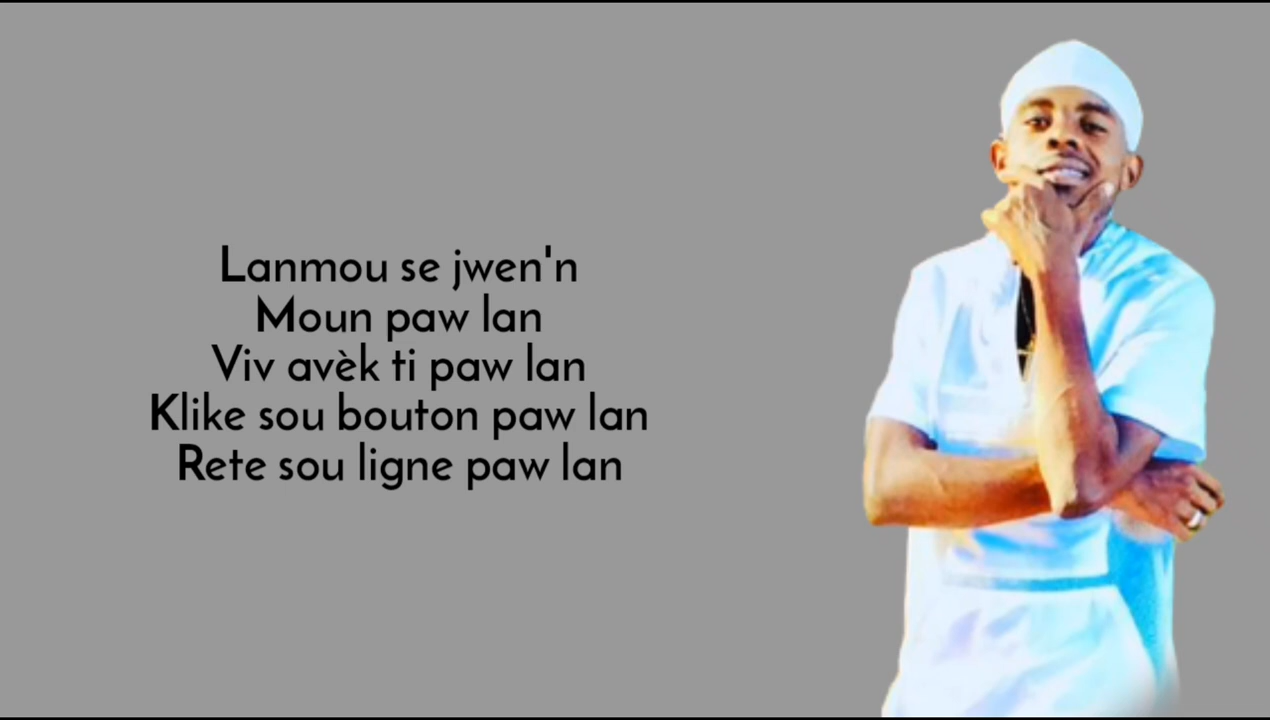 Lanmou se jwen'n
Moun paw lan
Viv avèk ti paw lan
Klike sou bouton paw lan
Rete sou ligne paw lan